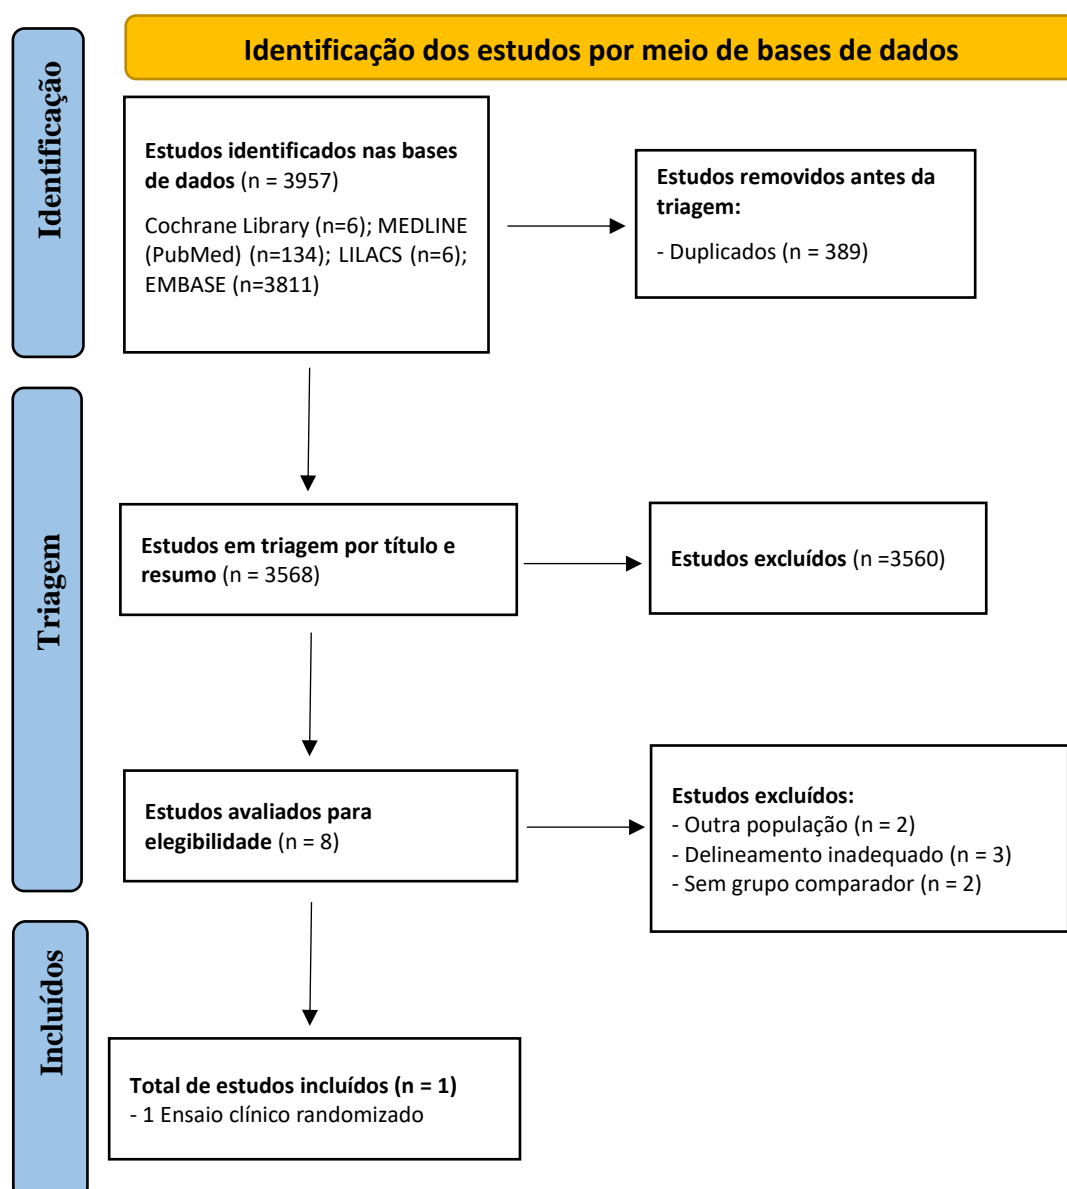 Identificação dos estudos por meio de bases de dados
Identificação
Estudos identificados nas bases
de dados (n = 3957)
Cochrane Library (n=6); MEDLINE
(PubMed) (n=134); LILACS (n=6);
EMBASE (n=3811)
Estudos removidos antes da
triagem:
- Duplicados (n = 389)
Triagem
Estudos em triagem por título e
resumo (n = 3568)
Estudos excluídos (n =3560)
Estudos avaliados para
elegibilidade (n = 8)
Estudos excluídos:
- Outra população (n = 2)
- Delineamento inadequado (n = 3)
- Sem grupo comparador (n = 2)
Incluídos
Total de estudos incluídos (n = 1)
- 1 Ensaio clínico randomizado